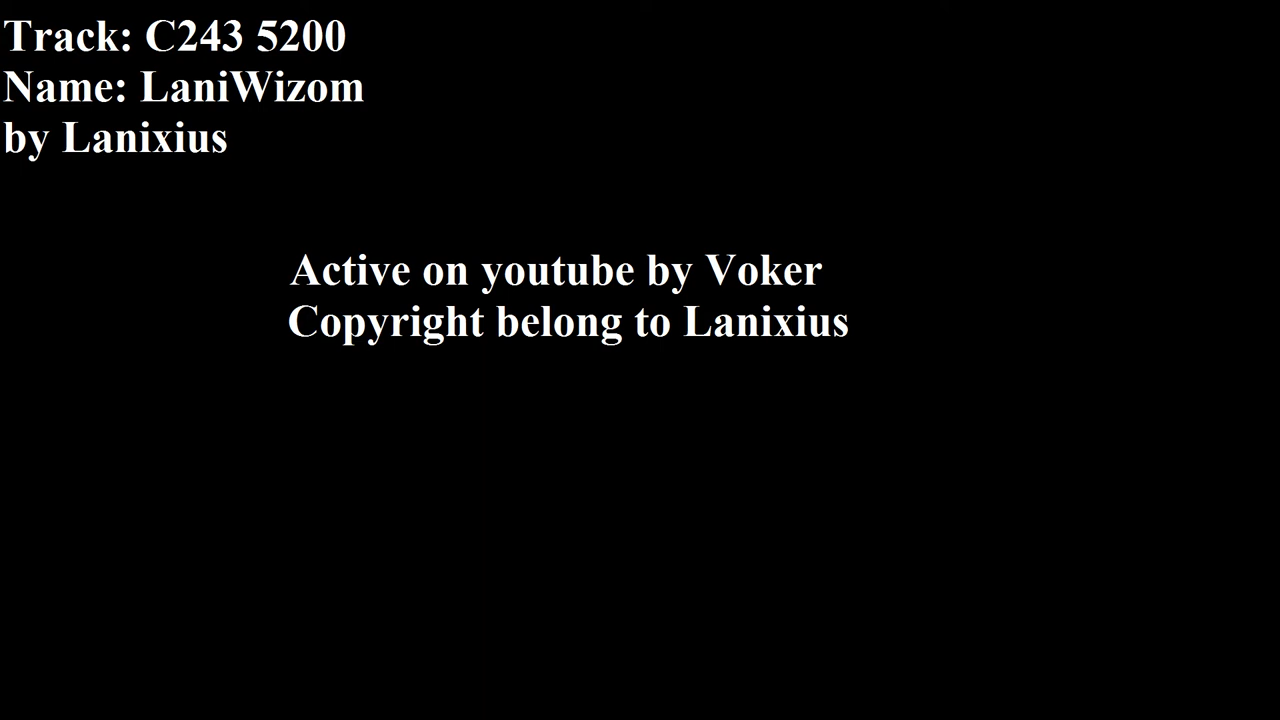 Track: C243 5200
Name: LaniWizom
by Lanixius
Active on youtube by Voker
Copyright belong to Lanixius